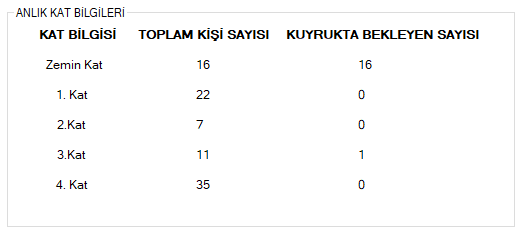 ANLIK KAT BİLGİLERİ
KAT BİLGİSİ TOPLAM KİŞİ SAYISI KUYRUKTA BEKLEYEN SAYISI
Zemin Kat 16 16
1. Kat 22 0
2.Kat 7 0
3.Kat 11 1
4. Kat 35 0